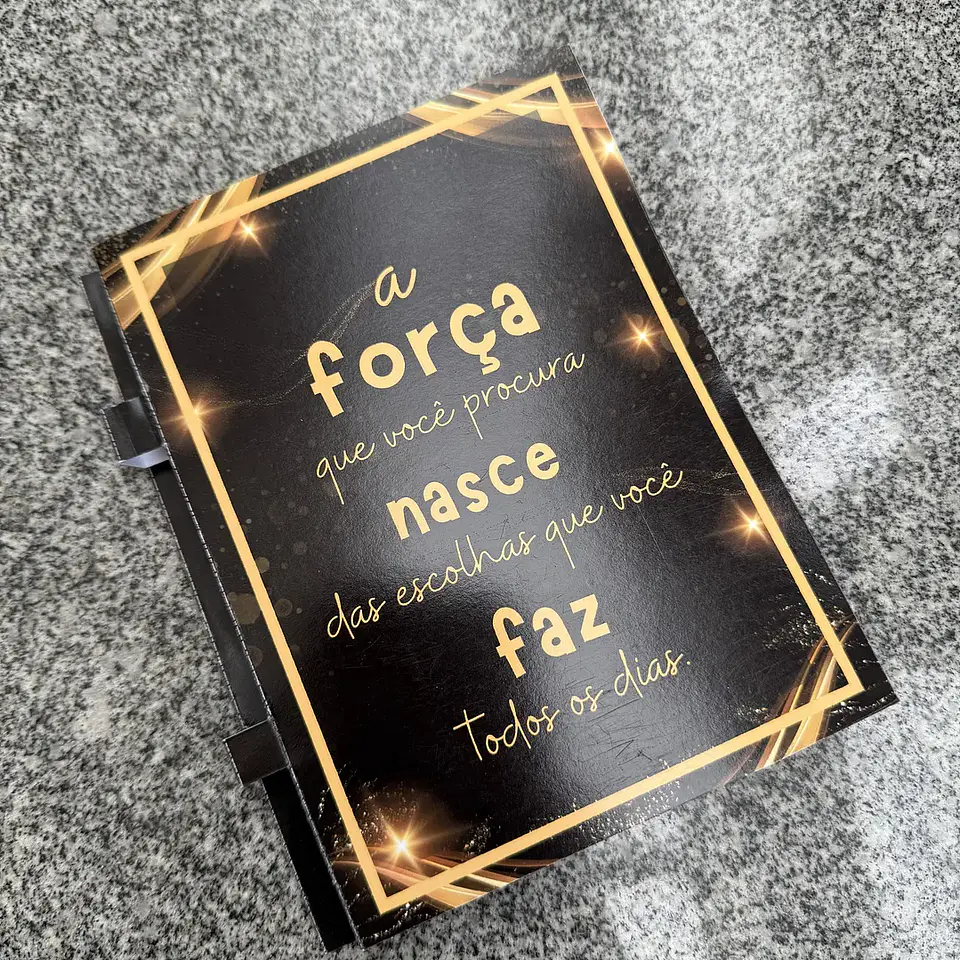 a
força
que você procura
nasce
das escolhas que você
faz
Todos os dias.